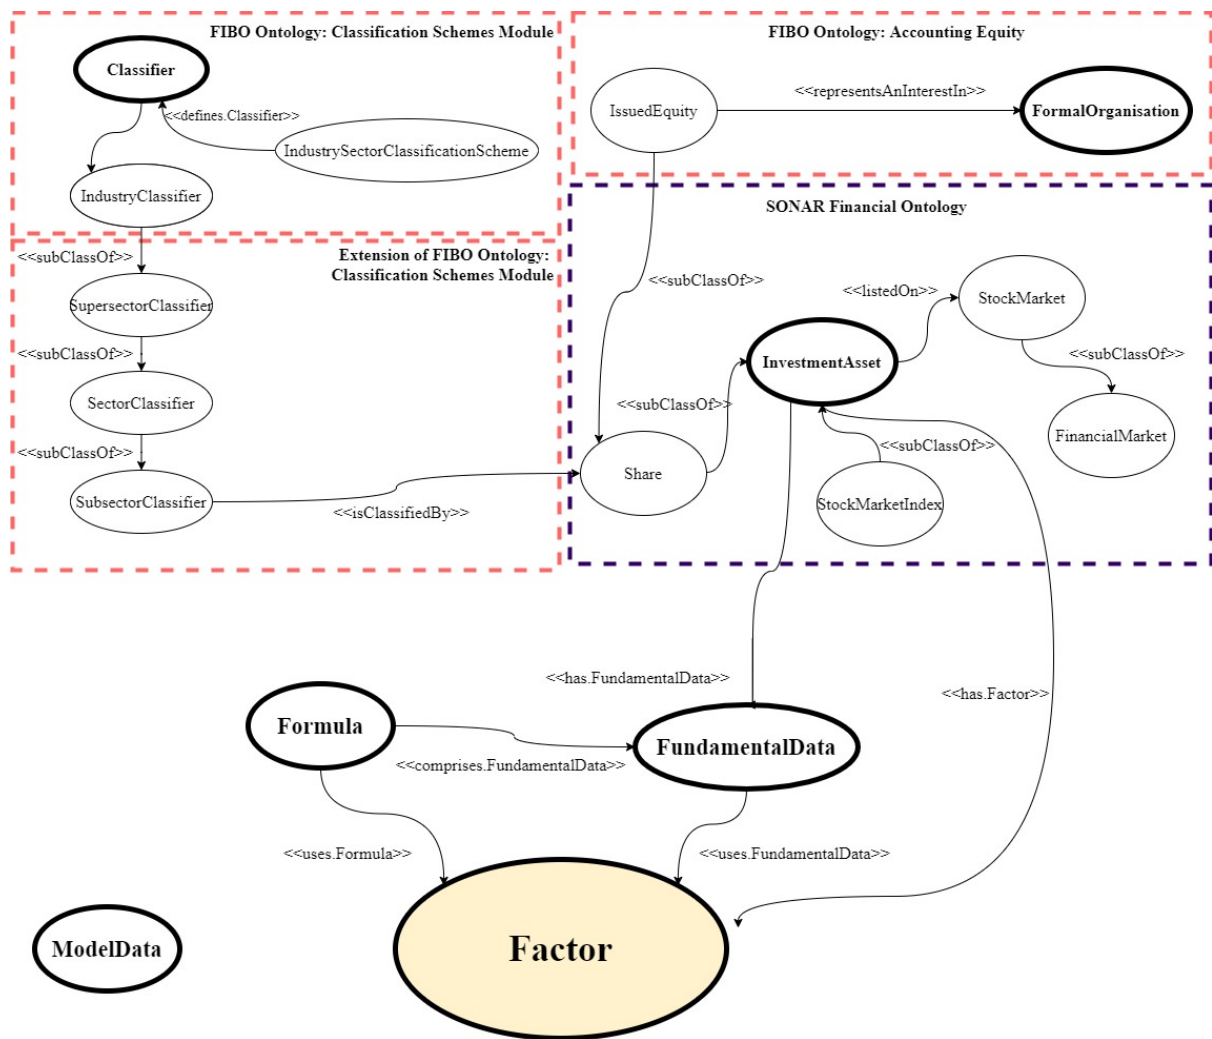 FIBO Ontology: Classification Schemes Module
Classifier
<<defines.Classifier>>
IndustrySectorClassificationScheme
IndustryClassifier
FIBO Ontology: Accounting Equity
IssuedEquity
<<representsAnInterestIn>>
FormalOrganisation
Extension of FIBO Ontology:
Classification Schemes Module
<<subClassOf>>
SupersectorClassifier
<<subClassOf>>
SectorClassifier
<<subClassOf>>
SubsectorClassifier
<<isClassifiedBy>>
SONAR Financial Ontology
<<subClassOf>>
<<listedOn>>
StockMarket
InvestmentAsset
<<subClassOf>>
<<subClassOf>>
FinancialMarket
<<subClassOf>>
Share
StockMarketIndex
<<has.FundamentalData>>
<<has.Factor>>
Formula
FundamentalData
<<comprises.FundamentalData>>
<<uses.Formula>>
<<uses.FundamentalData>>
ModelData
Factor